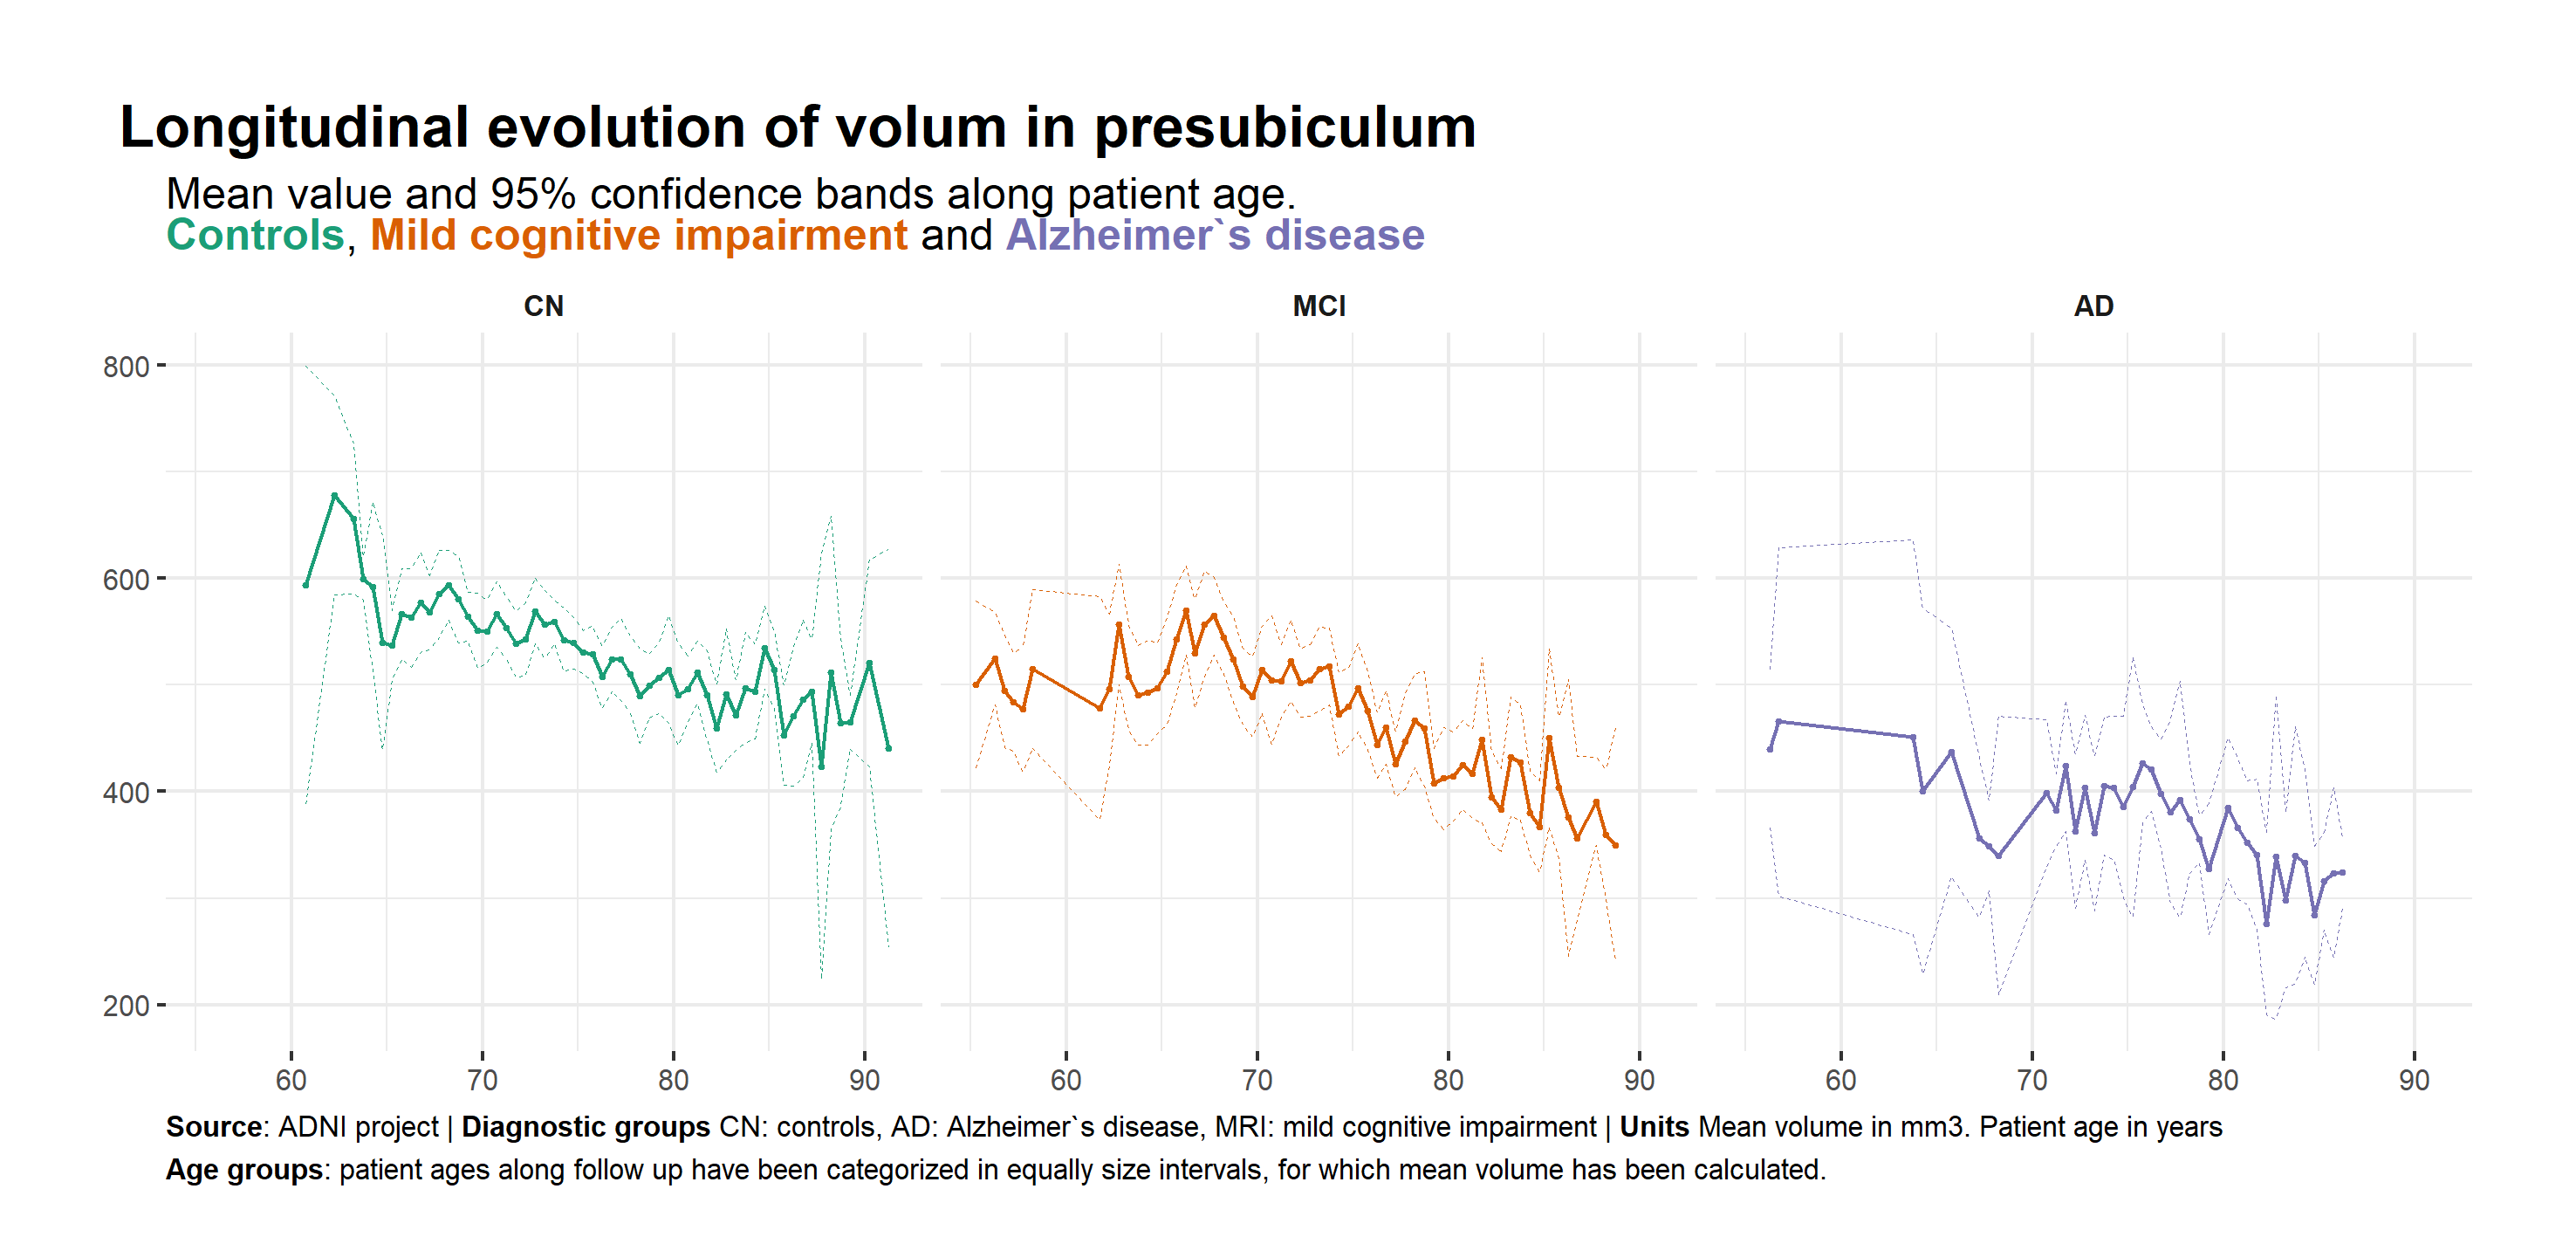 Longitudinal evolution of volum in presubiculum
Mean value and 95% confidence bands along patient age.
Controls, Mild cognitive impairment and Alzheimer`s disease
CN MCI AD
800
600
400
200
60 70 80 90 60 70 80 90 60 70 80 90
Source: ADNI project | Diagnostic groups CN: controls, AD: Alzheimer`s disease, MRI: mild cognitive impairment | Units Mean volume in mm3. Patient age in years
Age groups: patient ages along follow up have been categorized in equally size intervals, for which mean volume has been calculated.